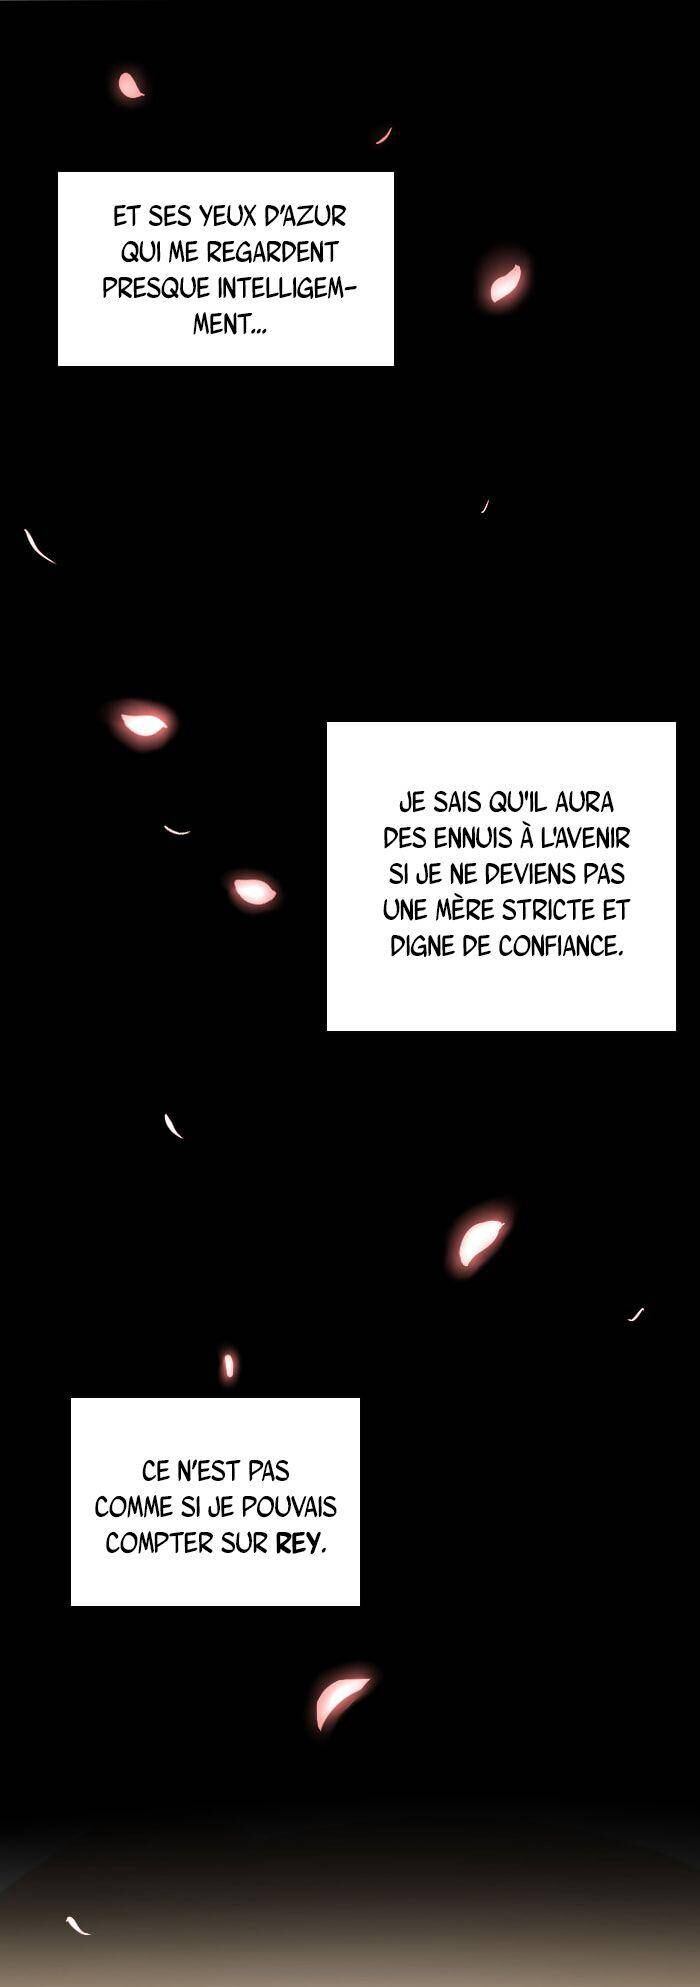 ET SES YEUX D'AZUR
QUI ME REGARDENT
PRESQUE INTELLIGEM-
MENT...
JE SAIS QU'IL AURA
DES ENNUIS À L'AVENIR
SI JE NE DEVIENS PAS
UNE MÈRE STRICTE ET
DIGNE DE CONFIANCE.
CE N'EST PAS
COMME SI JE POUVAIS
COMPTER SUR REY.